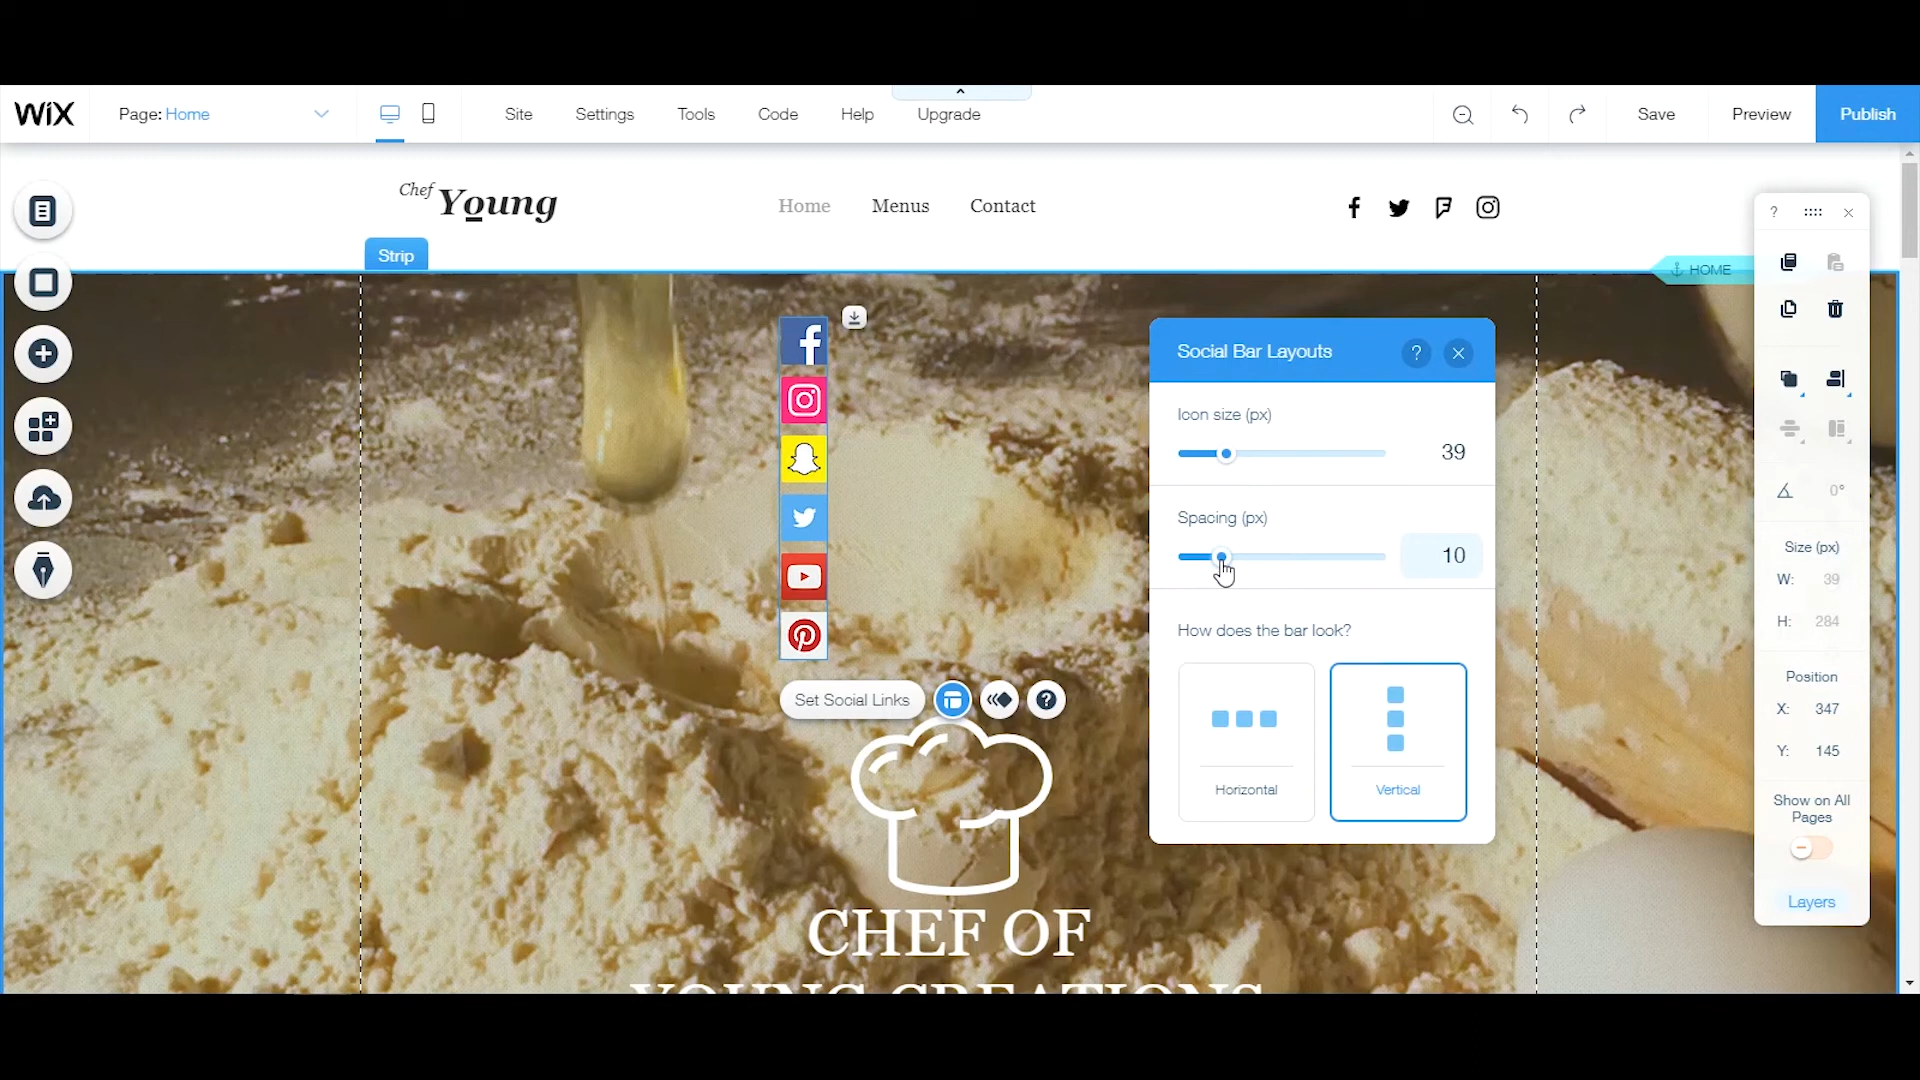 WiX
Page: Home
Site
Settings
Tools
Code
Help
Upgrade
Save
Preview
Publish
Chef Young
Home
Menus
Contact
Strip
HOME
Social Bar Layouts
?
Icon size (px)
39
Spacing (px)
10
How does the bar look?
Horizontal
Vertical
Set Social Links
?
CHEF OF
YOUNG CREATIONS
?
0°
Size (px)
W: 39
H: 284
Position
X: 347
Y: 145
Show on All
Pages
Layers